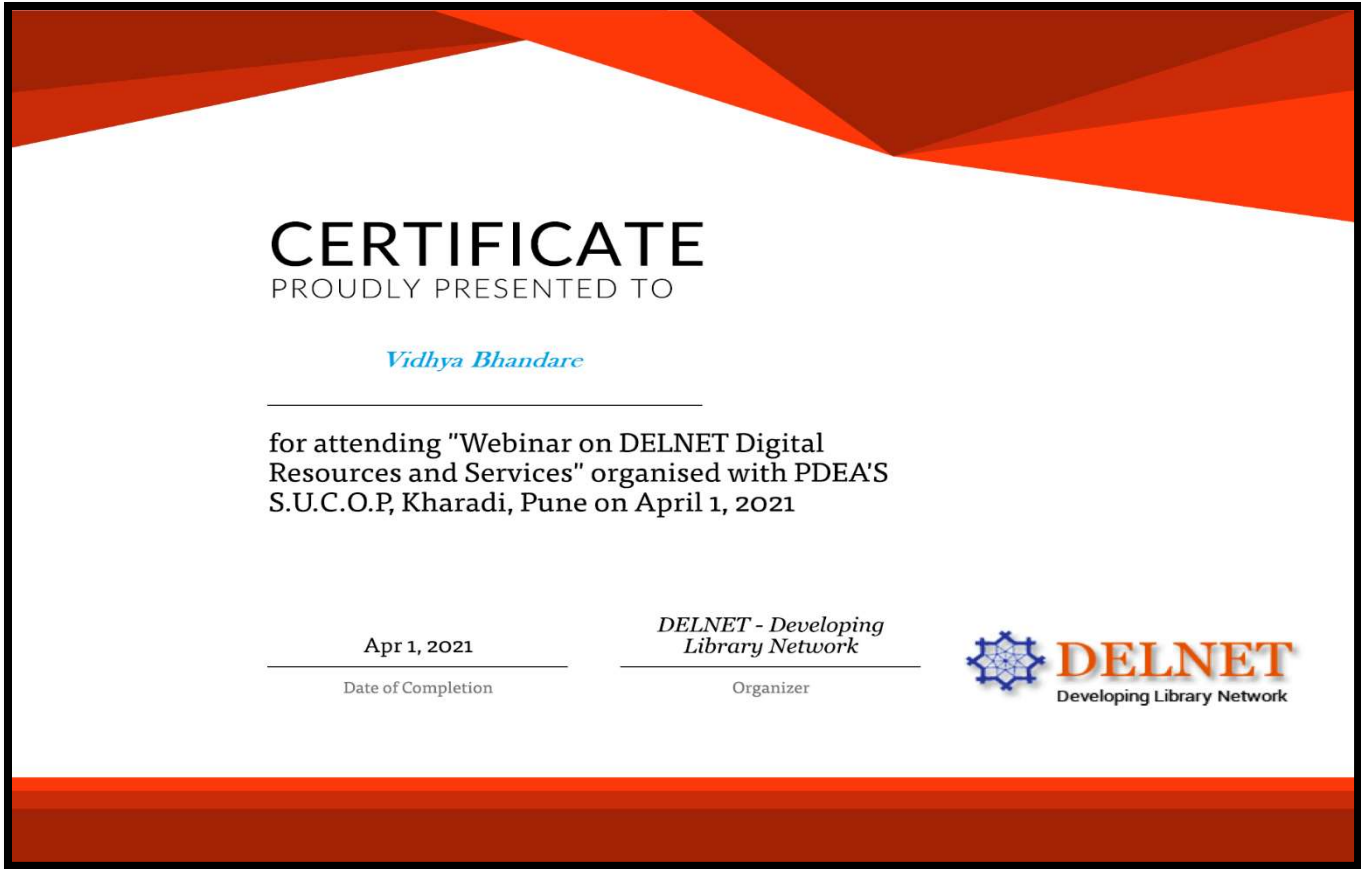 CERTIFICATE
PROUDLY PRESENTED TO
Vidhya Bhandare
for attending "Webinar on DELNET Digital
Resources and Services" organised with PDEA'S
S.U.C.O.P, Kharadi, Pune on April 1, 2021
Apr 1, 2021
Date of Completion
DELNET - Developing
Library Network
Organizer
DELNET
Developing Library Network